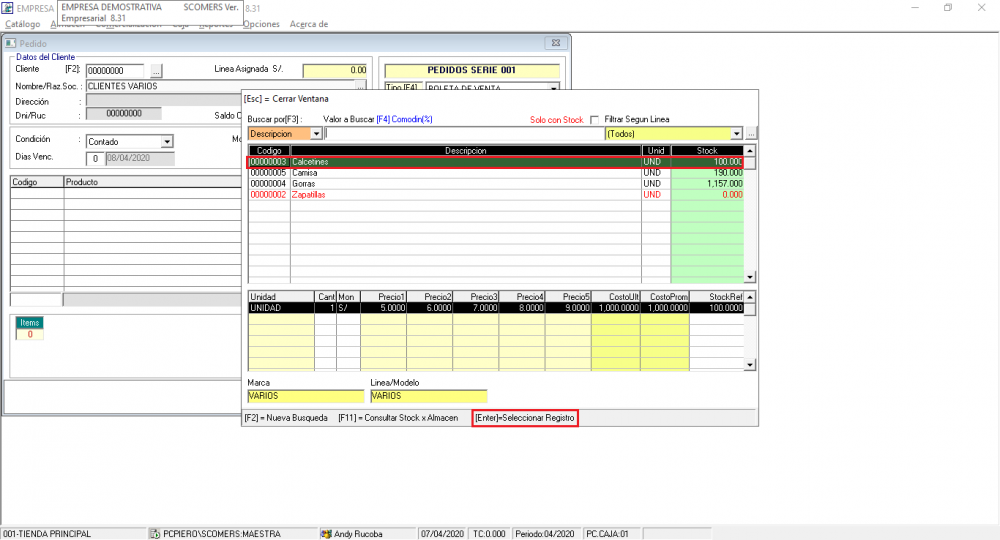 EMPRESA
EMPRESA DEMOSTRATIVA SCOMERS Ver. 8.31
Empresarial 8.31
Catálogo Opciones Acerca de
Pedido
Datos del Cliente
Cliente [F2]: 00000000 ... Linea Asignada S/. 0.00
PEDIDOS SERIE 001
Nombre/Raz.Soc. : CLIENTES VARIOS
Tipo [F4] BOLETA DE VENTA
Dirección :
Dni/Ruc : 00000000 Saldo
Condición : Contado
Dias Venc. 0 08/04/2020
Codigo Producto
Items
0
[Esc] = Cerrar Ventana
Buscar por[F3] : Valor a Buscar [F4] Comodin(%) Solo con Stock Filtrar Segun Linea
Descripcion (Todos) ...
Codigo Descripcion Unid Stock
00000003 Calcetines UND 100.000
00000005 Camisa UND 190.000
00000004 Gorras UND 1,157.000
00000002 Zapatillas UND 0.000
Unidad Cant Mon Precio1 Precio2 Precio3 Precio4 Precio5 CostoUlt CostoProm StockRef
UNIDAD 1 S/ 5.0000 6.0000 7.0000 8.0000 9.0000 1,000.0000 1,000.0000 100.0000
Marca Linea/Modelo
VARIOS VARIOS
[F2] = Nueva Busqueda [F11] = Consultar Stock x Almacen [Enter]=Seleccionar Registro
001-TIENDA PRINCIPAL PCPIERO\SCOMERS:MAESTRA Andy Rucoba 07/04/2020 TC:0.000 Periodo:04/2020 PC.CAJA:01